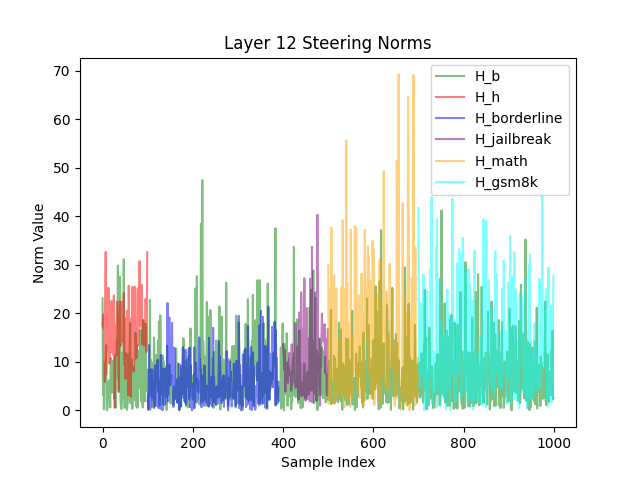 Layer 12 Steering Norms
Norm Value
70
60
50
40
30
20
10
0
H_b
H_h
H_borderline
H_jailbreak
H_math
H_gsm8k
0
200
400
600
800
1000
Sample Index